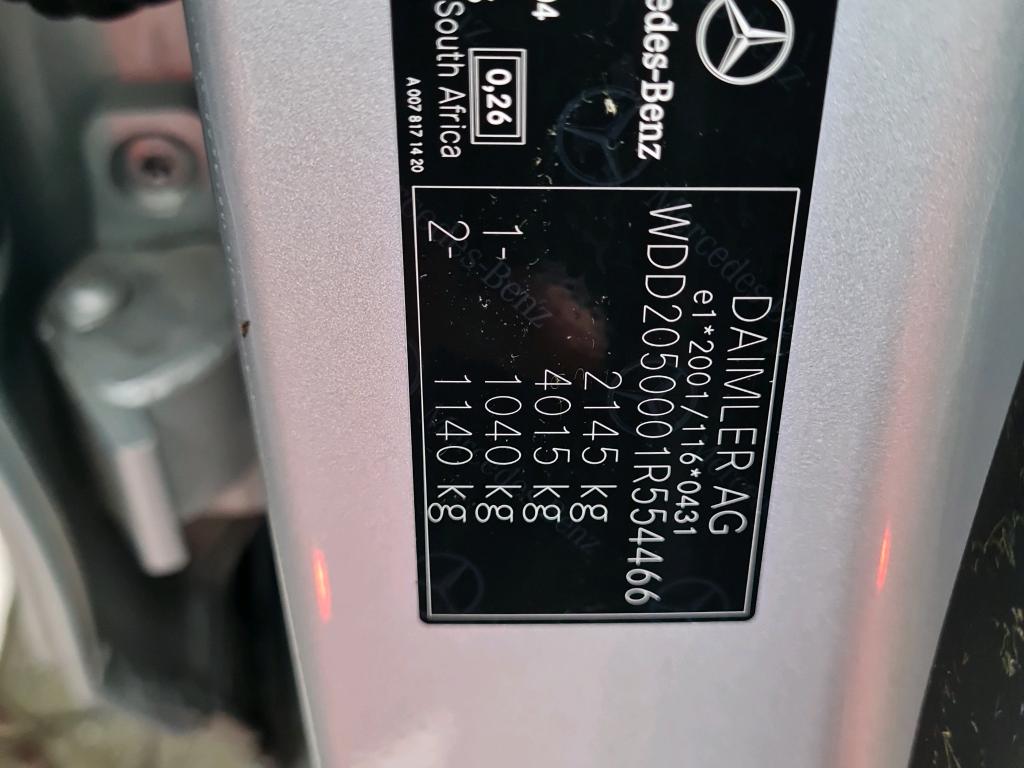 edes-Benz
0,26
South Africa
A 007 817 14 20
DAIMLER AG
e1*2001/116*0431
WDD2050001R554466
2145 kg
4015 kg
1- 1040 kg
2- 1140 kg